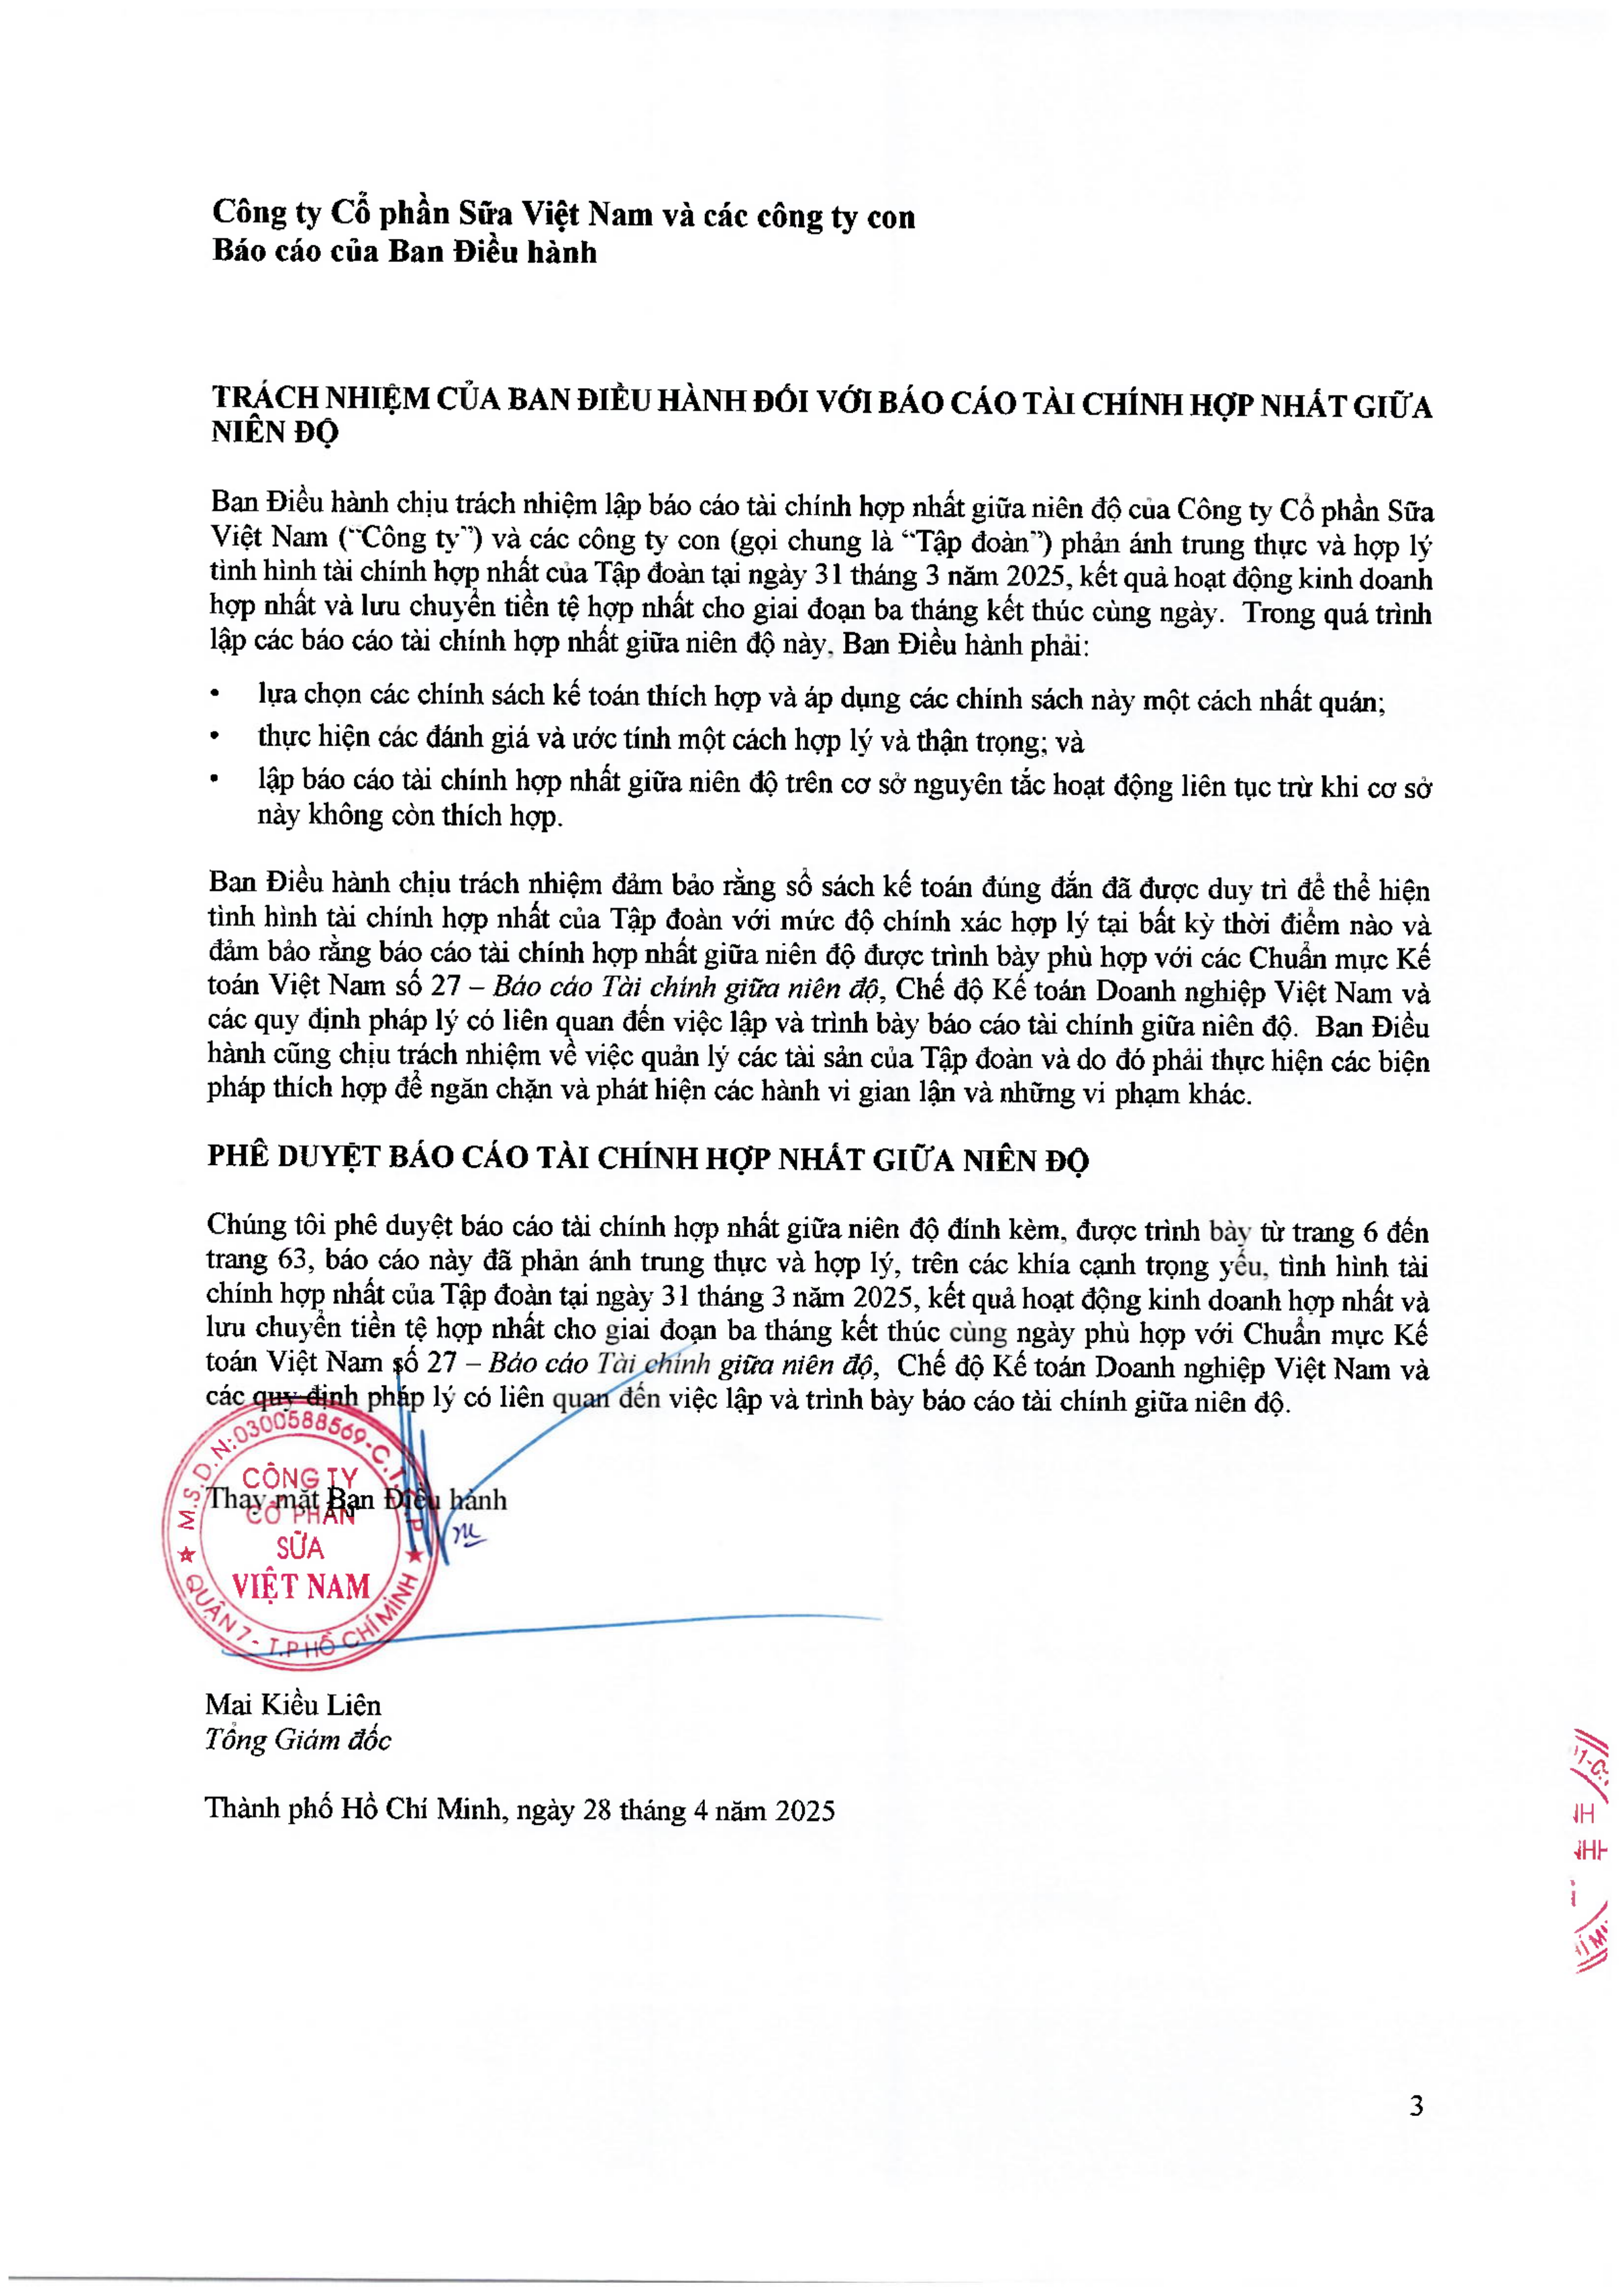 Công ty Cổ phần Sữa Việt Nam và các công ty con
Báo cáo của Ban Điều hành
TRÁCH NHIỆM CỦA BAN ĐIỀU HÀNH ĐỐI VỚI BÁO CÁO TÀI CHÍNH HỢP NHẤT GIỮA
NIÊN ĐỘ
Ban Điều hành chịu trách nhiệm lập báo cáo tài chính hợp nhất giữa niên độ của Công ty Cổ phần Sữa
Việt Nam (“Công ty”) và các công ty con (gọi chung là “Tập đoàn”) phản ánh trung thực và hợp lý
tình hình tài chính hợp nhất của Tập đoàn tại ngày 31 tháng 3 năm 2025, kết quả hoạt động kinh doanh
hợp nhất và lưu chuyển tiền tệ hợp nhất cho giai đoạn ba tháng kết thúc cùng ngày. Trong quá trình
lập các báo cáo tài chính hợp nhất giữa niên độ này, Ban Điều hành phải:
• lựa chọn các chính sách kế toán thích hợp và áp dụng các chính sách này một cách nhất quán;
• thực hiện các đánh giá và ước tính một cách hợp lý và thận trọng; và
• lập báo cáo tài chính hợp nhất giữa niên độ trên cơ sở nguyên tắc hoạt động liên tục trừ khi cơ sở
này không còn thích hợp.
Ban Điều hành chịu trách nhiệm đảm bảo rằng sổ sách kế toán đúng đắn đã được duy trì để thể hiện
tình hình tài chính hợp nhất của Tập đoàn với mức độ chính xác hợp lý tại bất kỳ thời điểm nào và
đảm bảo rằng báo cáo tài chính hợp nhất giữa niên độ được trình bày phù hợp với các Chuẩn mực Kế
toán Việt Nam số 27 – Báo cáo Tài chính giữa niên độ, Chế độ Kế toán Doanh nghiệp Việt Nam và
các quy định pháp lý có liên quan đến việc lập và trình bày báo cáo tài chính giữa niên độ. Ban Điều
hành cũng chịu trách nhiệm về việc quản lý các tài sản của Tập đoàn và do đó phải thực hiện các biện
pháp thích hợp để ngăn chặn và phát hiện các hành vi gian lận và những vi phạm khác.
PHÊ DUYỆT BÁO CÁO TÀI CHÍNH HỢP NHẤT GIỮA NIÊN ĐỘ
Chúng tôi phê duyệt báo cáo tài chính hợp nhất giữa niên độ đính kèm, được trình bày từ trang 6 đến
trang 63, báo cáo này đã phản ánh trung thực và hợp lý, trên các khía cạnh trọng yếu, tình hình tài
chính hợp nhất của Tập đoàn tại ngày 31 tháng 3 năm 2025, kết quả hoạt động kinh doanh hợp nhất và
lưu chuyển tiền tệ hợp nhất cho giai đoạn ba tháng kết thúc cùng ngày phù hợp với Chuẩn mực Kế
toán Việt Nam số 27 – Báo cáo Tài chính giữa niên độ, Chế độ Kế toán Doanh nghiệp Việt Nam và
các quy định pháp lý có liên quan đến việc lập và trình bày báo cáo tài chính giữa niên độ.
M.S.D.N:0300588569-C.T.C.P
CÔNG TY
CỔ PHẦN
SỮA
VIỆT NAM
QUẬN 7 - T.P HỒ CHÍ MINH
Thay mặt Ban Điều hành
Mai Kiều Liên
Tổng Giám đốc
Thành phố Hồ Chí Minh, ngày 28 tháng 4 năm 2025
3